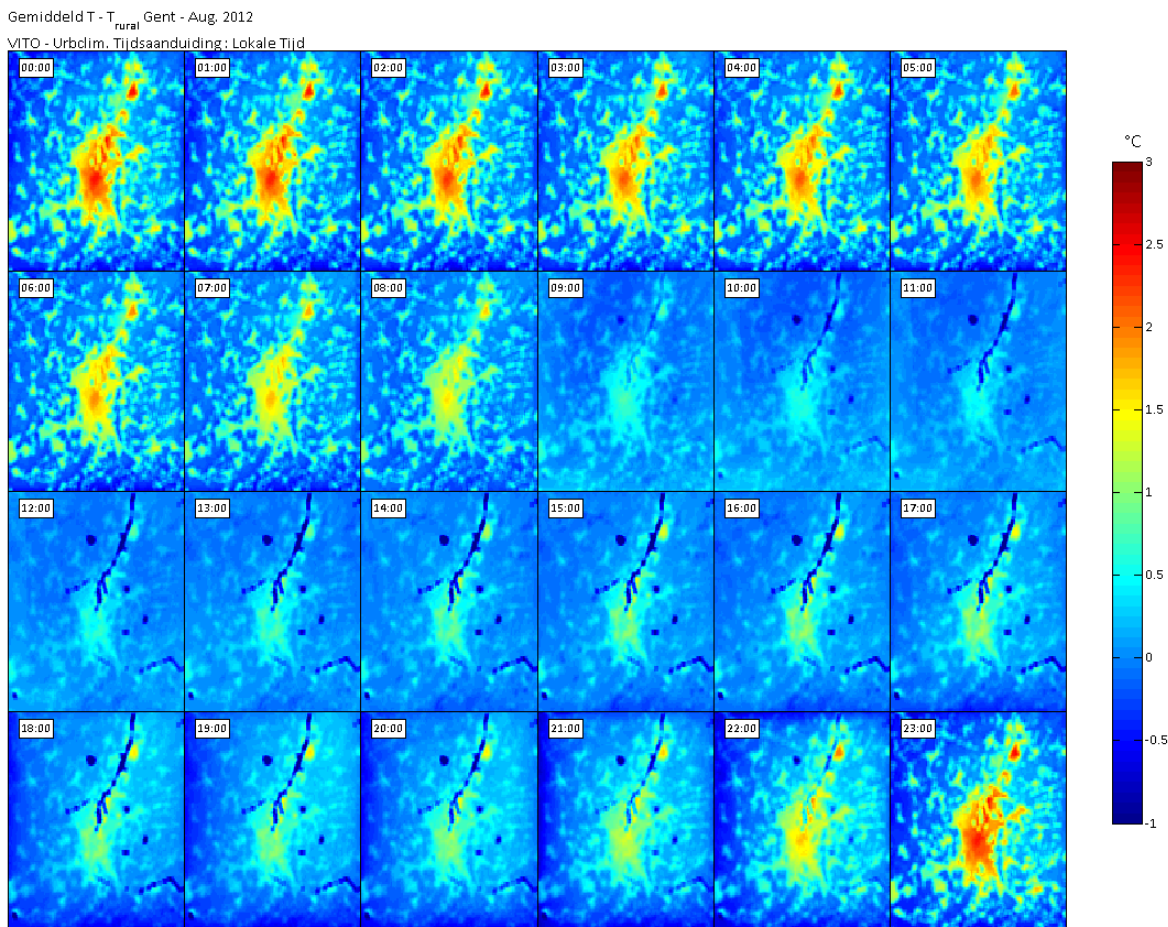 Gemiddeld T - T rural Gent - Aug. 2012
VITO - Urbclim. Tijdsaanduiding : Lokale Tijd
00:00 01:00 02:00 03:00 04:00 05:00
°C
3
2.5
06:00 07:00 08:00 09:00 10:00 11:00
2
1.5
1
12:00 13:00 14:00 15:00 16:00 17:00
0.5
0
18:00 19:00 20:00 21:00 22:00 23:00
-0.5
-1